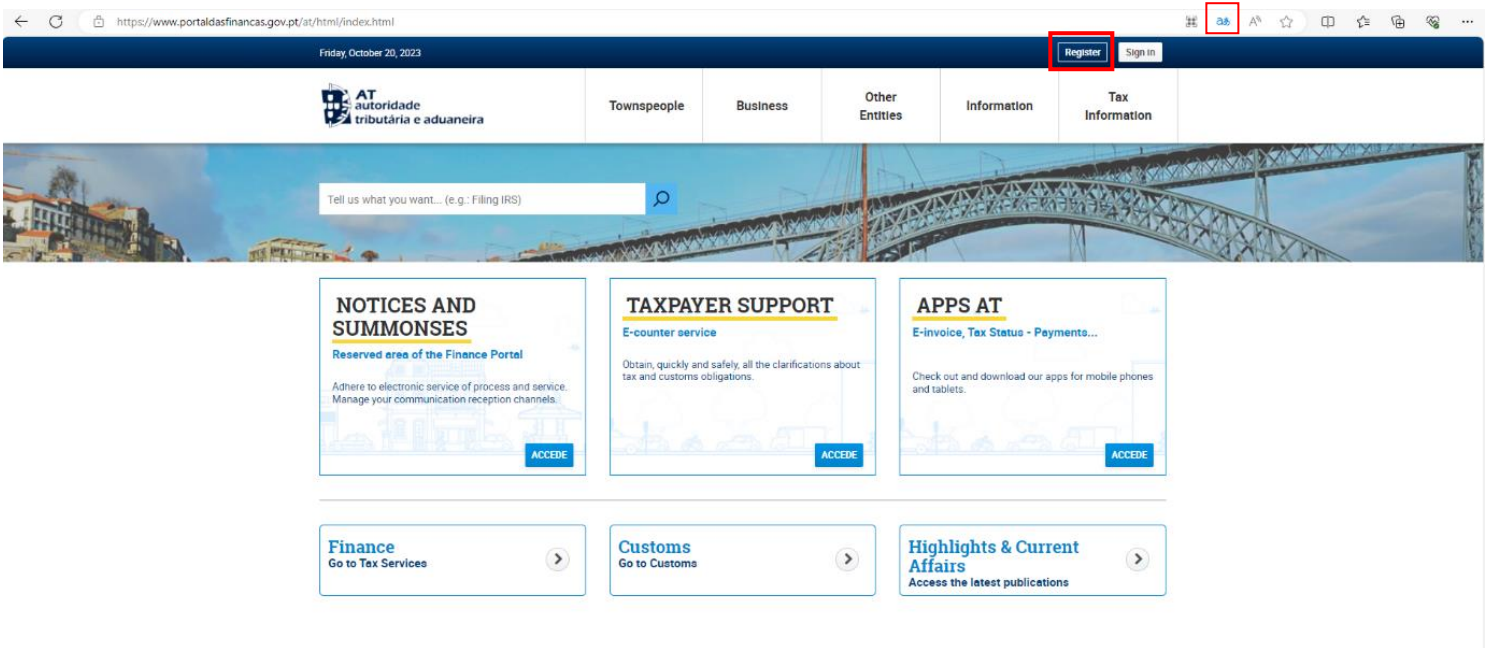 https://www.portaldasfinancas.gov.pt/at/html/index.html
Friday, October 20, 2023
Register
Sign in
AT
autoridade
tributária e aduaneira
Townspeople
Business
Other
Entities
Information
Tax
Information
Tell us what you want... (e.g.: Filing IRS)
NOTICES AND
SUMMONSES
Reserved area of the Finance Portal
Adhere to electronic service of process and service.
Manage your communication reception channels.
ACCEDE
TAXPAYER SUPPORT
E-counter service
Obtain, quickly and safely, all the clarifications about
tax and customs obligations.
ACCEDE
APPS AT
E-invoice, Tax Status - Payments...
Check out and download our apps for mobile phones
and tablets.
ACCEDE
Finance
Go to Tax Services
Customs
Go to Customs
Highlights & Current
Affairs
Access the latest publications